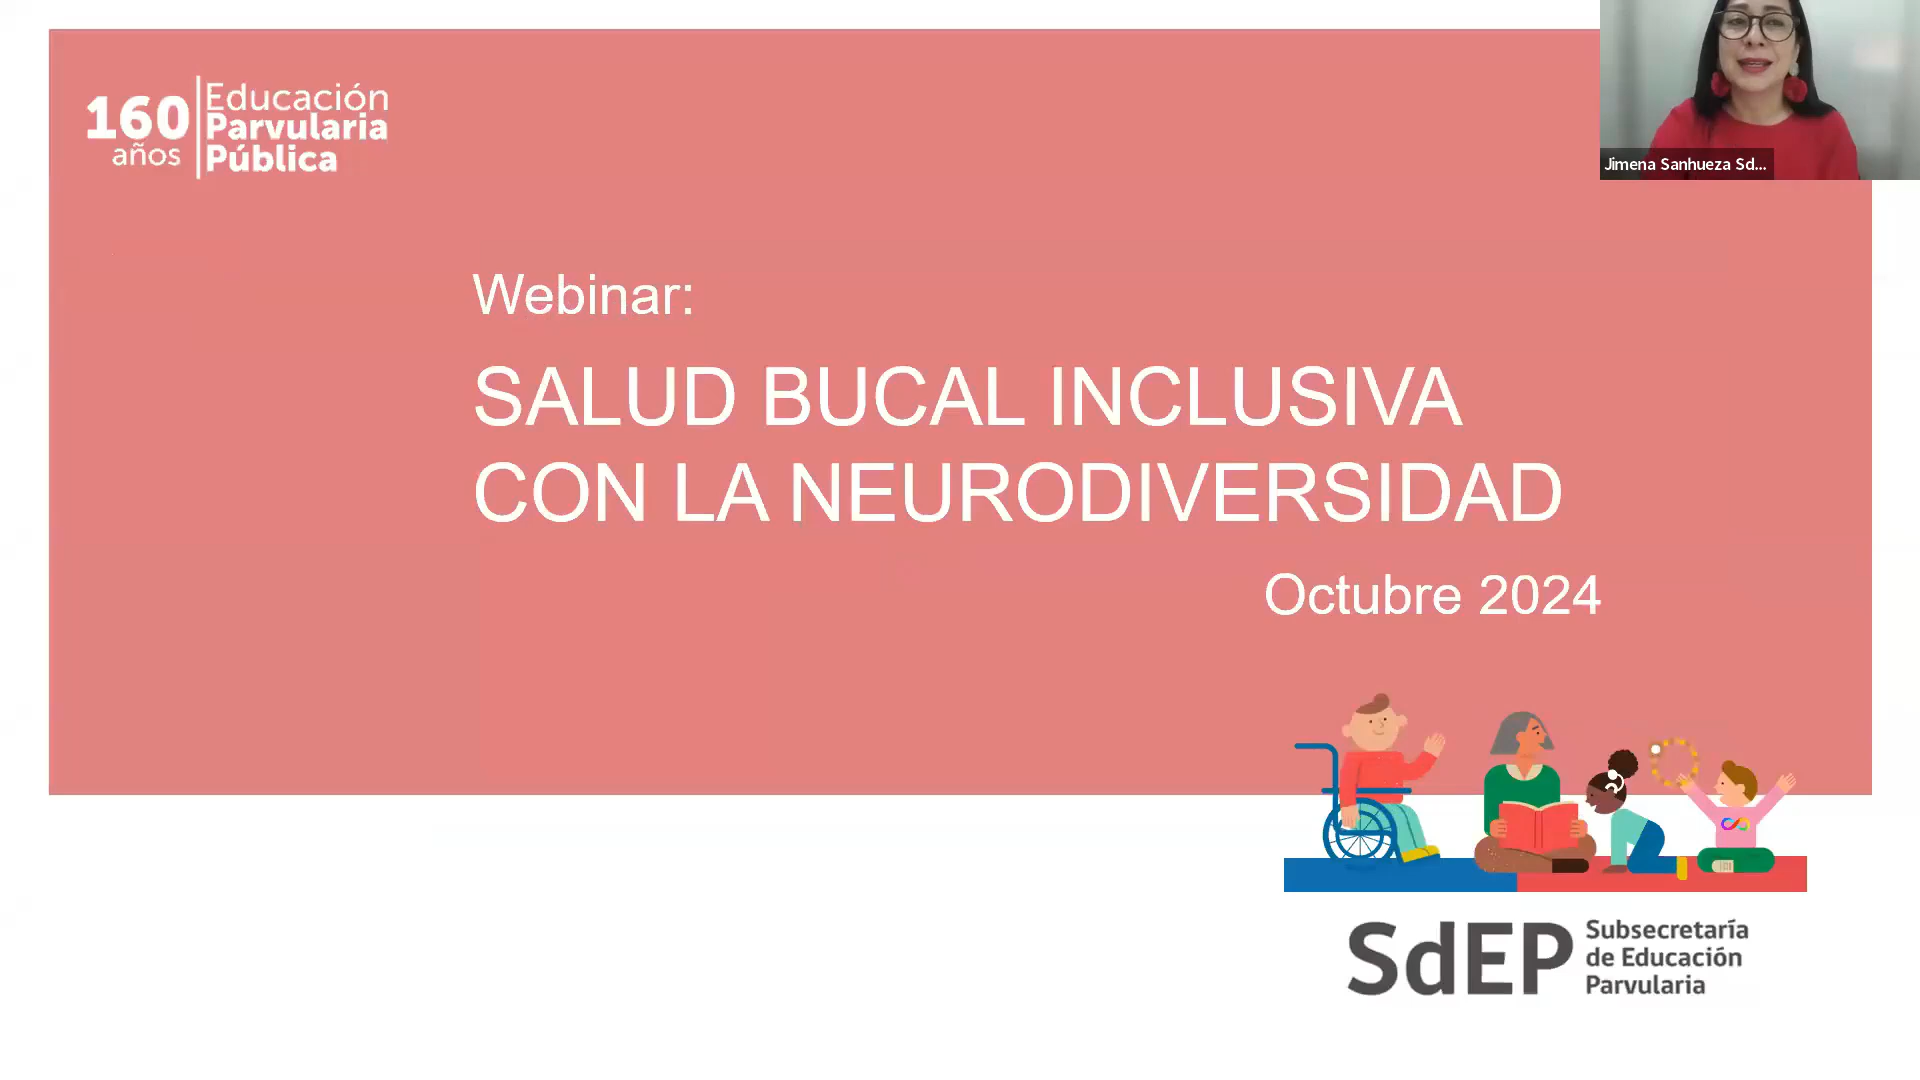 160 años
Educación
Parvularia
Pública
Jimena Sanhueza Sd...
Webinar:
SALUD BUCAL INCLUSIVA
CON LA NEURODIVERSIDAD
Octubre 2024
SdEP
Subsecretaría
de Educación
Parvularia